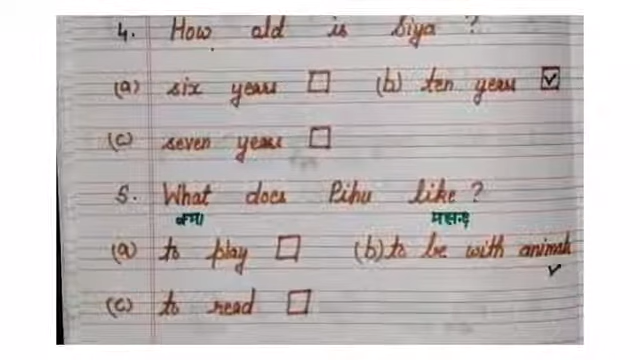 4. How old is Siya ?
(a) six years (b) ten years
(c) seven years
5. What does Pihu like ?
क्या पसन्द
(a) to play (b) to be with animals
(c) to read